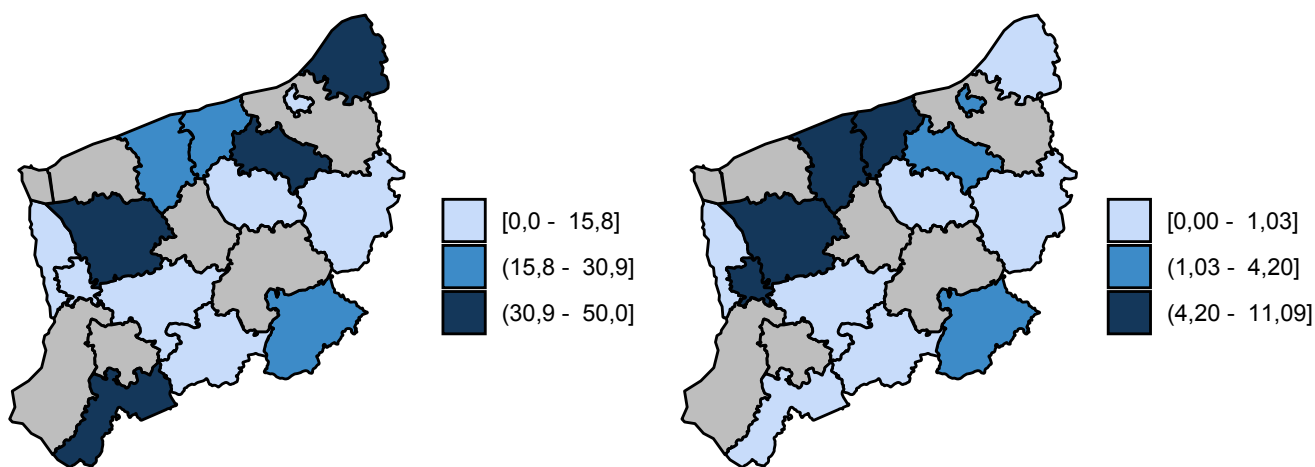 [0,0 - 15,8]
(15,8 - 30,9]
(30,9 - 50,0]
[0,00 - 1,03]
(1,03 - 4,20]
(4,20 - 11,09]